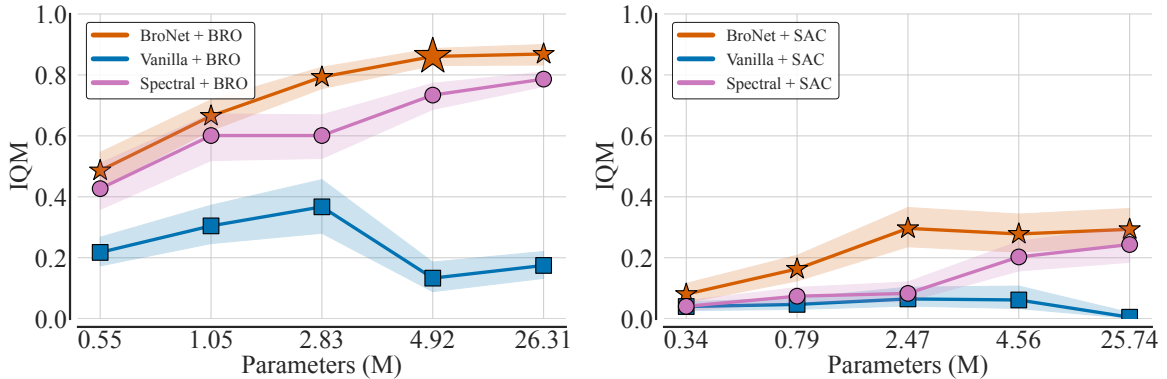 1.0
0.8
0.6
0.4
0.2
0.0
IQM
BroNet + BRO
Vanilla + BRO
Spectral + BRO
0.55 1.05 2.83 4.92 26.31
Parameters (M)
1.0
0.8
0.6
0.4
0.2
0.0
IQM
BroNet + SAC
Vanilla + SAC
Spectral + SAC
0.34 0.79 2.47 4.56 25.74
Parameters (M)